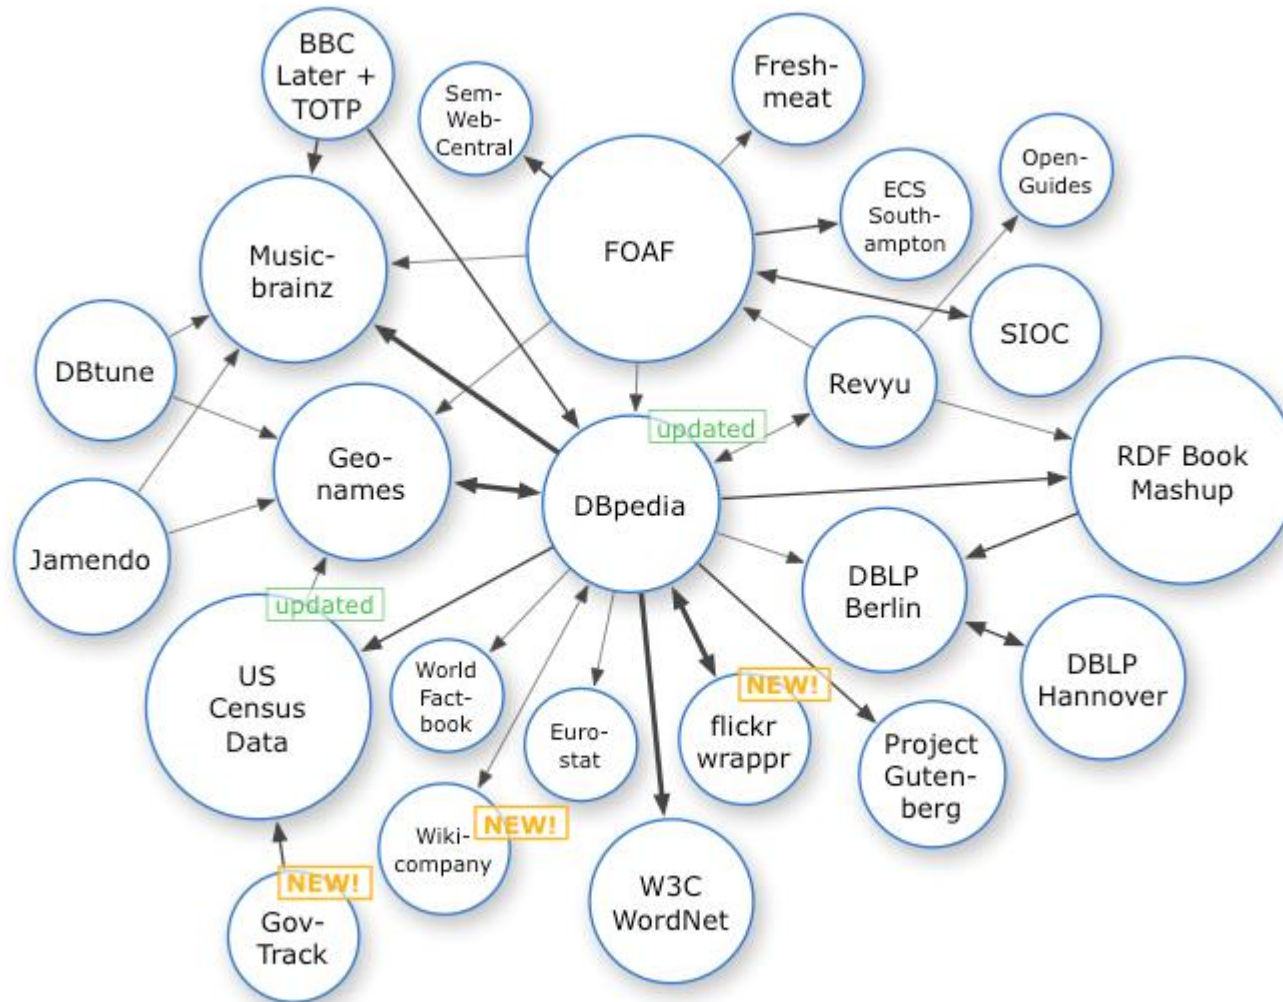 BBC
Later +
TOTP
Sem-
Web-
Central
Fresh-
meat
Open-
Guides
ECS
South-
ampton
FOAF
Music-
brainz
SIOC
DBtune
Revyu
updated
Geo-
names
RDF Book
Mashup
DBpedia
Jamendo
DBLP
Berlin
updated
US
Census
Data
World
Fact-
book
NEW!
flickr
wrappr
DBLP
Hannover
Euro-
stat
Project
Guten-
berg
NEW!
Wiki-
company
NEW!
Gov-
Track
W3C
WordNet